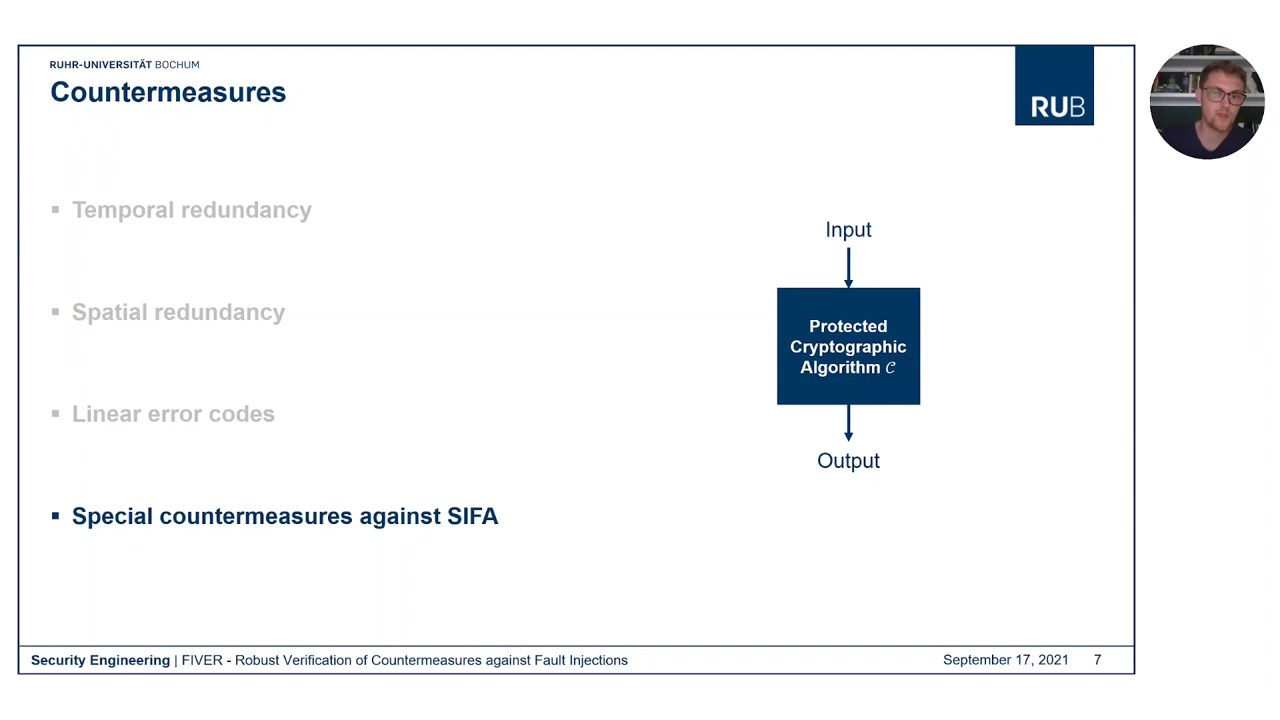 RUHR-UNIVERSITÄT BOCHUM
Countermeasures
RUB
▪ Temporal redundancy
▪ Spatial redundancy
▪ Linear error codes
▪ Special countermeasures against SIFA
Input
Protected
Cryptographic
Algorithm 𝒞
Output
Security Engineering | FIVER - Robust Verification of Countermeasures against Fault Injections
September 17, 2021 7